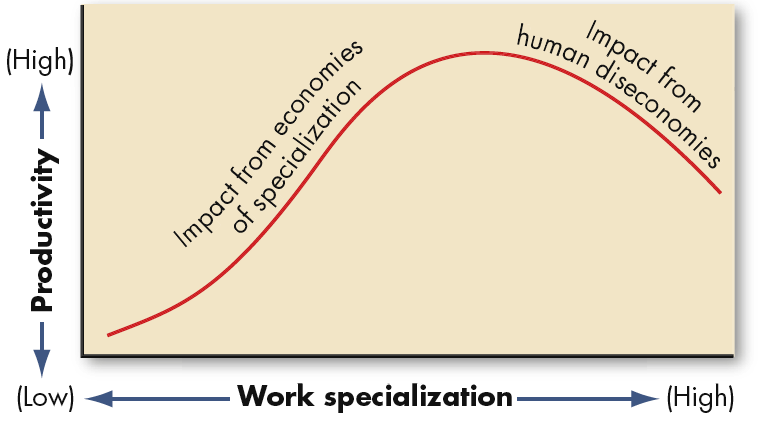 (High)
Productivity
(Low)
Impact from economies
of specialization
Impact from
human diseconomies
Work specialization
(High)